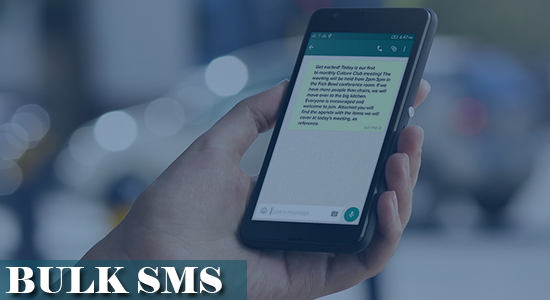 6:57
Get excited! Today is our first
bi-monthly Culture Club meeting! The
meeting will be held from 2pm-3pm in
the Fish Bowl conference room. If we
have more people than chairs, we will
move over to the big kitchen.
Everyone is encouraged and
welcome to join. Attached you will
find the agenda with the items we will
cover at today's meeting, as
reference.
BULK SMS